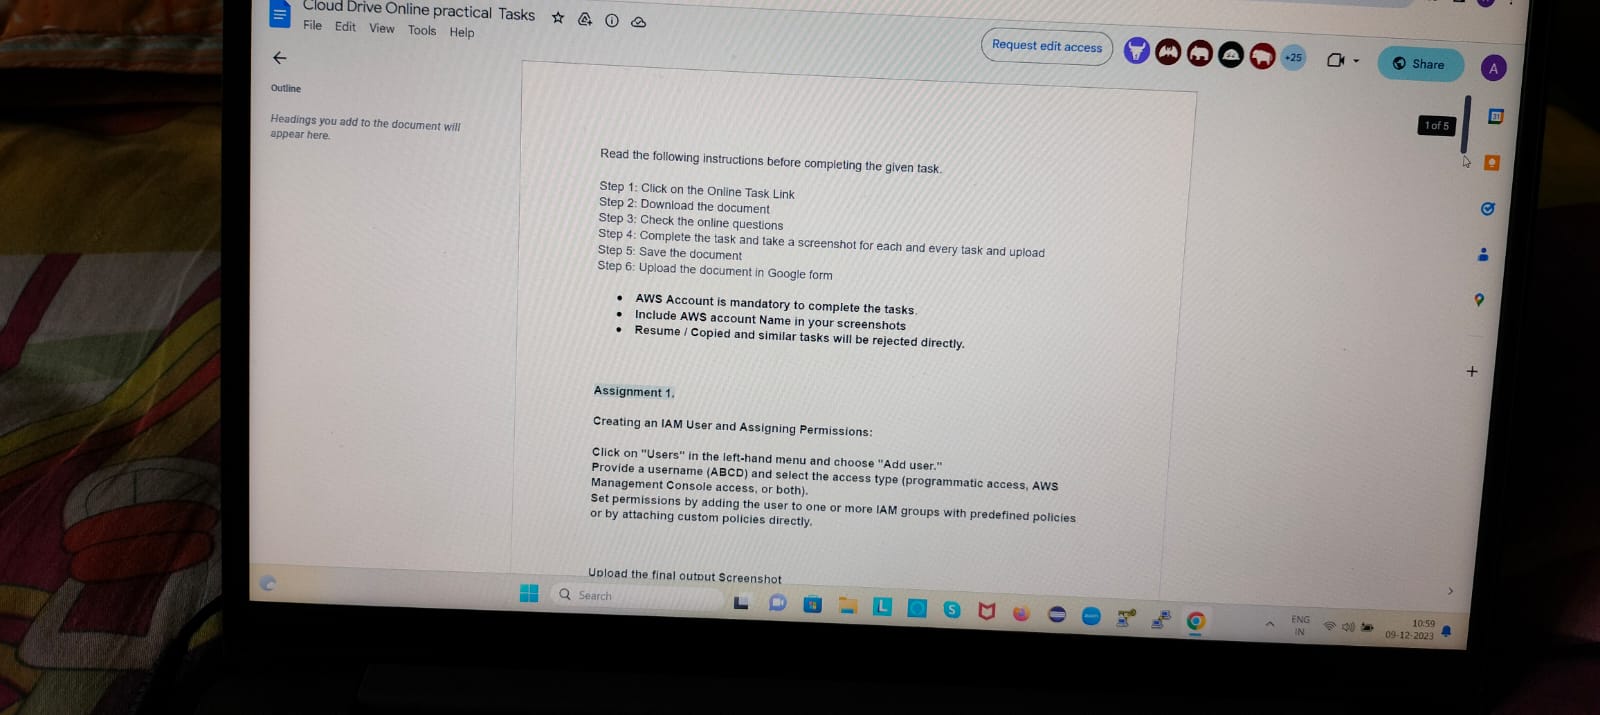 Cloud Drive Online practical Tasks
File Edit View Tools Help
Request edit access
+25
Share
A
Outline
Headings you add to the document will
appear here.
1 of 5
31
Read the following instructions before completing the given task.
Step 1: Click on the Online Task Link
Step 2: Download the document
Step 3: Check the online questions
Step 4: Complete the task and take a screenshot for each and every task and upload
Step 5: Save the document
Step 6: Upload the document in Google form
• AWS Account is mandatory to complete the tasks.
• Include AWS account Name in your screenshots
• Resume / Copied and similar tasks will be rejected directly.
Assignment 1.
Creating an IAM User and Assigning Permissions:
Click on "Users" in the left-hand menu and choose "Add user."
Provide a username (ABCD) and select the access type (programmatic access, AWS
Management Console access, or both).
Set permissions by adding the user to one or more IAM groups with predefined policies
or by attaching custom policies directly.
Upload the final output Screenshot
Search
L
S
zoom
ENG
IN
10:59
09-12-2023